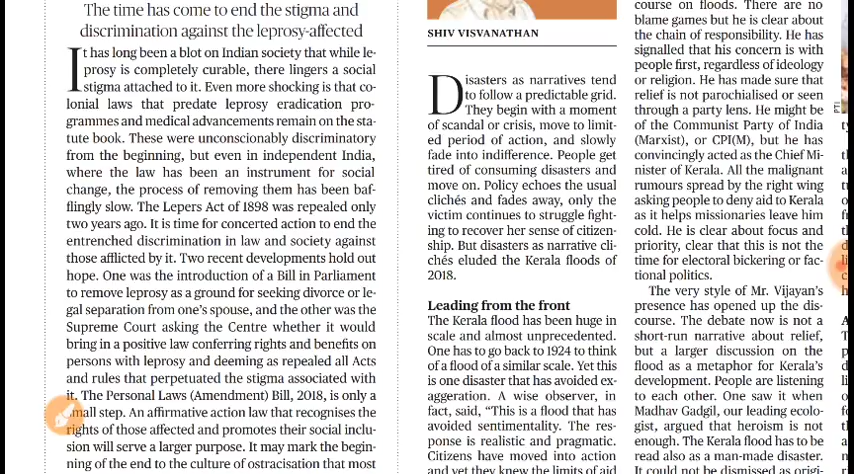 The time has come to end the stigma and
discrimination against the leprosy-affected
It has long been a blot on Indian society that while le-
prosy is completely curable, there lingers a social
stigma attached to it. Even more shocking is that co-
lonial laws that predate leprosy eradication pro-
grammes and medical advancements remain on the sta-
tute book. These were unconscionably discriminatory
from the beginning, but even in independent India,
where the law has been an instrument for social
change, the process of removing them has been baf-
flingly slow. The Lepers Act of 1898 was repealed only
two years ago. It is time for concerted action to end the
entrenched discrimination in law and society against
those afflicted by it. Two recent developments hold out
hope. One was the introduction of a Bill in Parliament
to remove leprosy as a ground for seeking divorce or le-
gal separation from one's spouse, and the other was the
Supreme Court asking the Centre whether it would
bring in a positive law conferring rights and benefits on
persons with leprosy and deeming as repealed all Acts
and rules that perpetuated the stigma associated with
it. The Personal Laws (Amendment) Bill, 2018, is only a
small step. An affirmative action law that recognises the
rights of those affected and promotes their social inclu-
sion will serve a larger purpose. It may mark the begin-
ning of the end to the culture of ostracisation that most
SHIV VISVANATHAN
Disasters as narratives tend
to follow a predictable grid.
They begin with a moment
of scandal or crisis, move to limit-
ed period of action, and slowly
fade into indifference. People get
tired of consuming disasters and
move on. Policy echoes the usual
clichés and fades away, only the
victim continues to struggle fight-
ing to recover her sense of citizen-
ship. But disasters as narrative cli-
chés eluded the Kerala floods of
2018.
Leading from the front
The Kerala flood has been huge in
scale and almost unprecedented.
One has to go back to 1924 to think
of a flood of a similar scale. Yet this
is one disaster that has avoided ex-
aggeration. A wise observer, in
fact, said, "This is a flood that has
avoided sentimentality. The res-
ponse is realistic and pragmatic.
Citizens have moved into action
and yet they knew the limits of aid
course on floods. There are no
blame games but he is clear about
the chain of responsibility. He has
signalled that his concern is with
people first, regardless of ideology
or religion. He has made sure that
relief is not parochialised or seen
through a party lens. He might be
of the Communist Party of India
(Marxist), or CPI(M), but he has
convincingly acted as the Chief Mi-
nister of Kerala. All the malignant
rumours spread by the right wing
asking people to deny aid to Kerala
as it helps missionaries leave him
cold. He is clear about focus and
priority, clear that this is not the
time for electoral bickering or fac-
tional politics.
The very style of Mr. Vijayan's
presence has opened up the dis-
course. The debate now is not a
short-run narrative about relief,
but a larger discussion on the
flood as a metaphor for Kerala's
development. People are listening
to each other. One saw it when
Madhav Gadgil, our leading ecolo-
gist, argued that heroism is not
enough. The Kerala flood has to be
read also as a man-made disaster.
It could not be dismissed as origi-
PTI